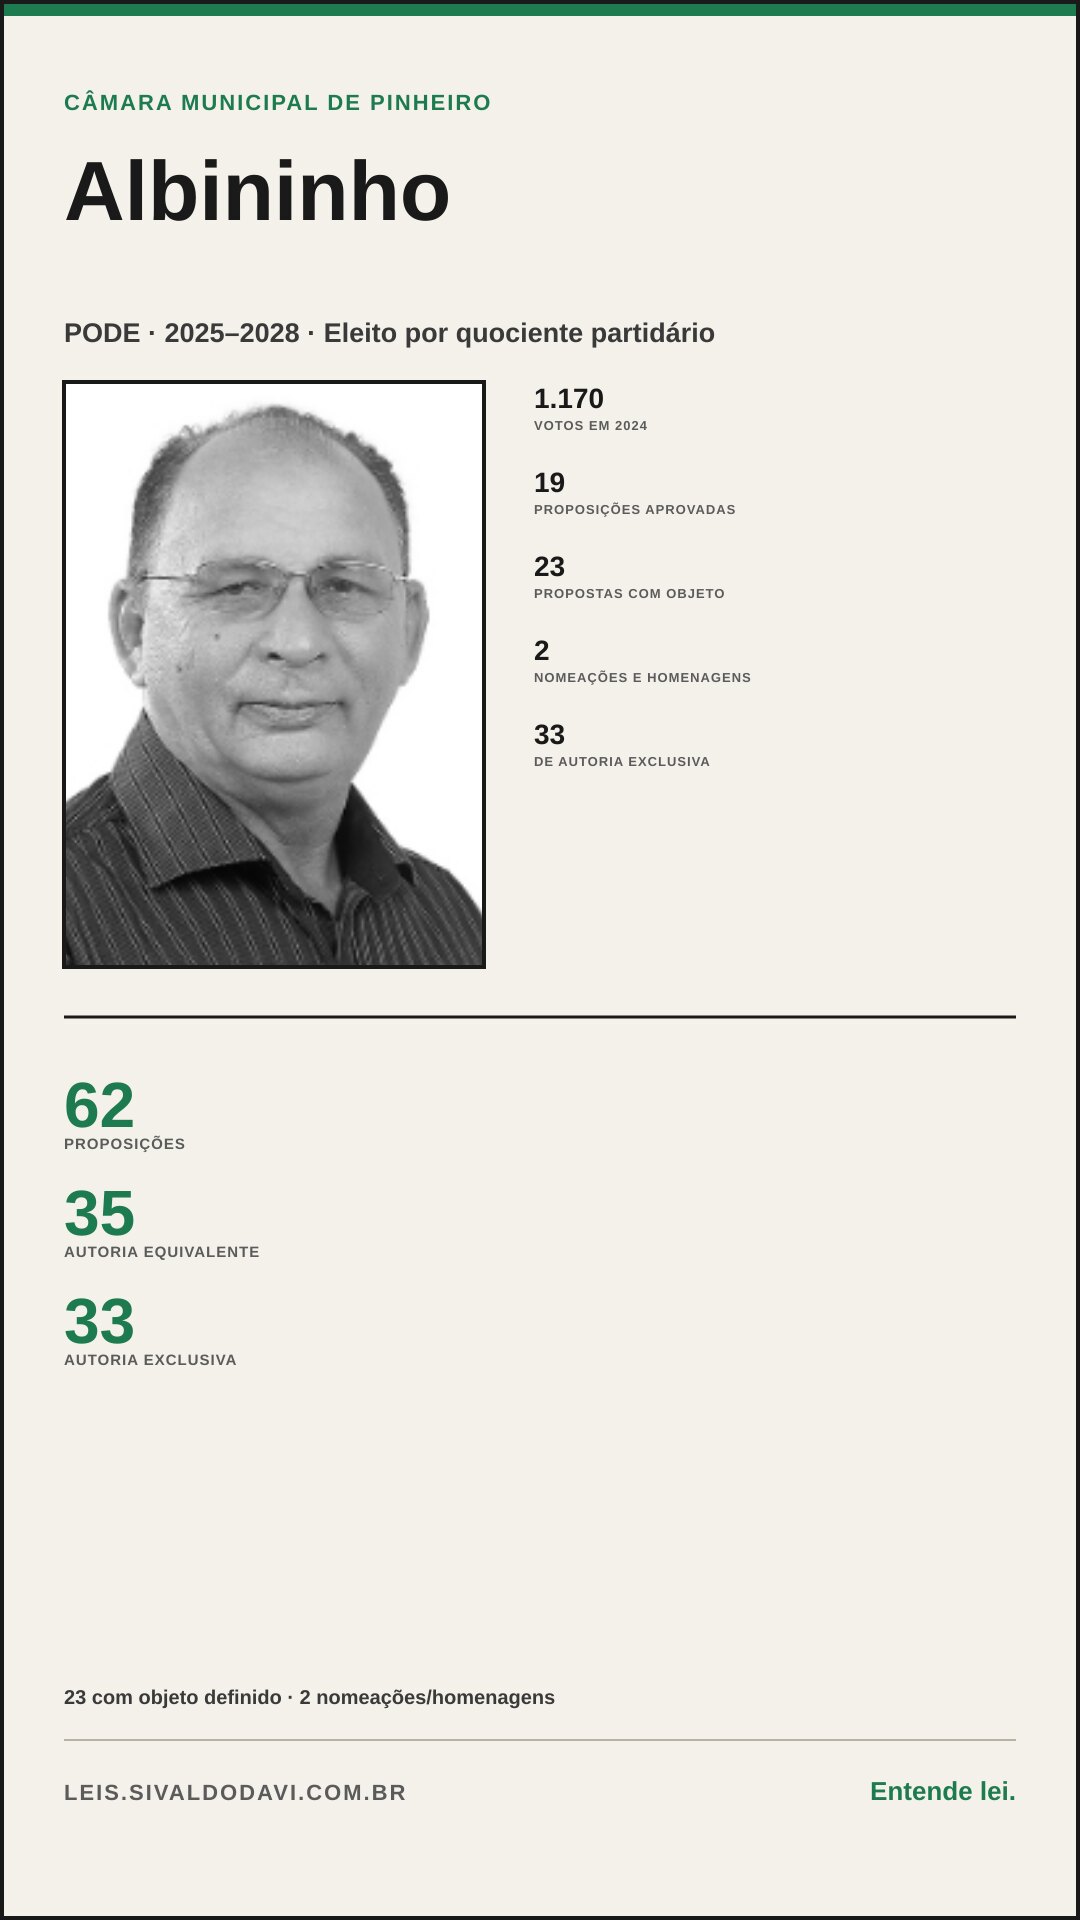 CÂMARA MUNICIPAL DE PINHEIRO
Albininho
PODE · 2025–2028 · Eleito por quociente partidário
1.170
VOTOS EM 2024
19
PROPOSIÇÕES APROVADAS
23
PROPOSTAS COM OBJETO
2
NOMEAÇÕES E HOMENAGENS
33
DE AUTORIA EXCLUSIVA
62
PROPOSIÇÕES
35
AUTORIA EQUIVALENTE
33
AUTORIA EXCLUSIVA
23 com objeto definido · 2 nomeações/homenagens
LEIS.SIVALDODAVI.COM.BR
Entende lei.